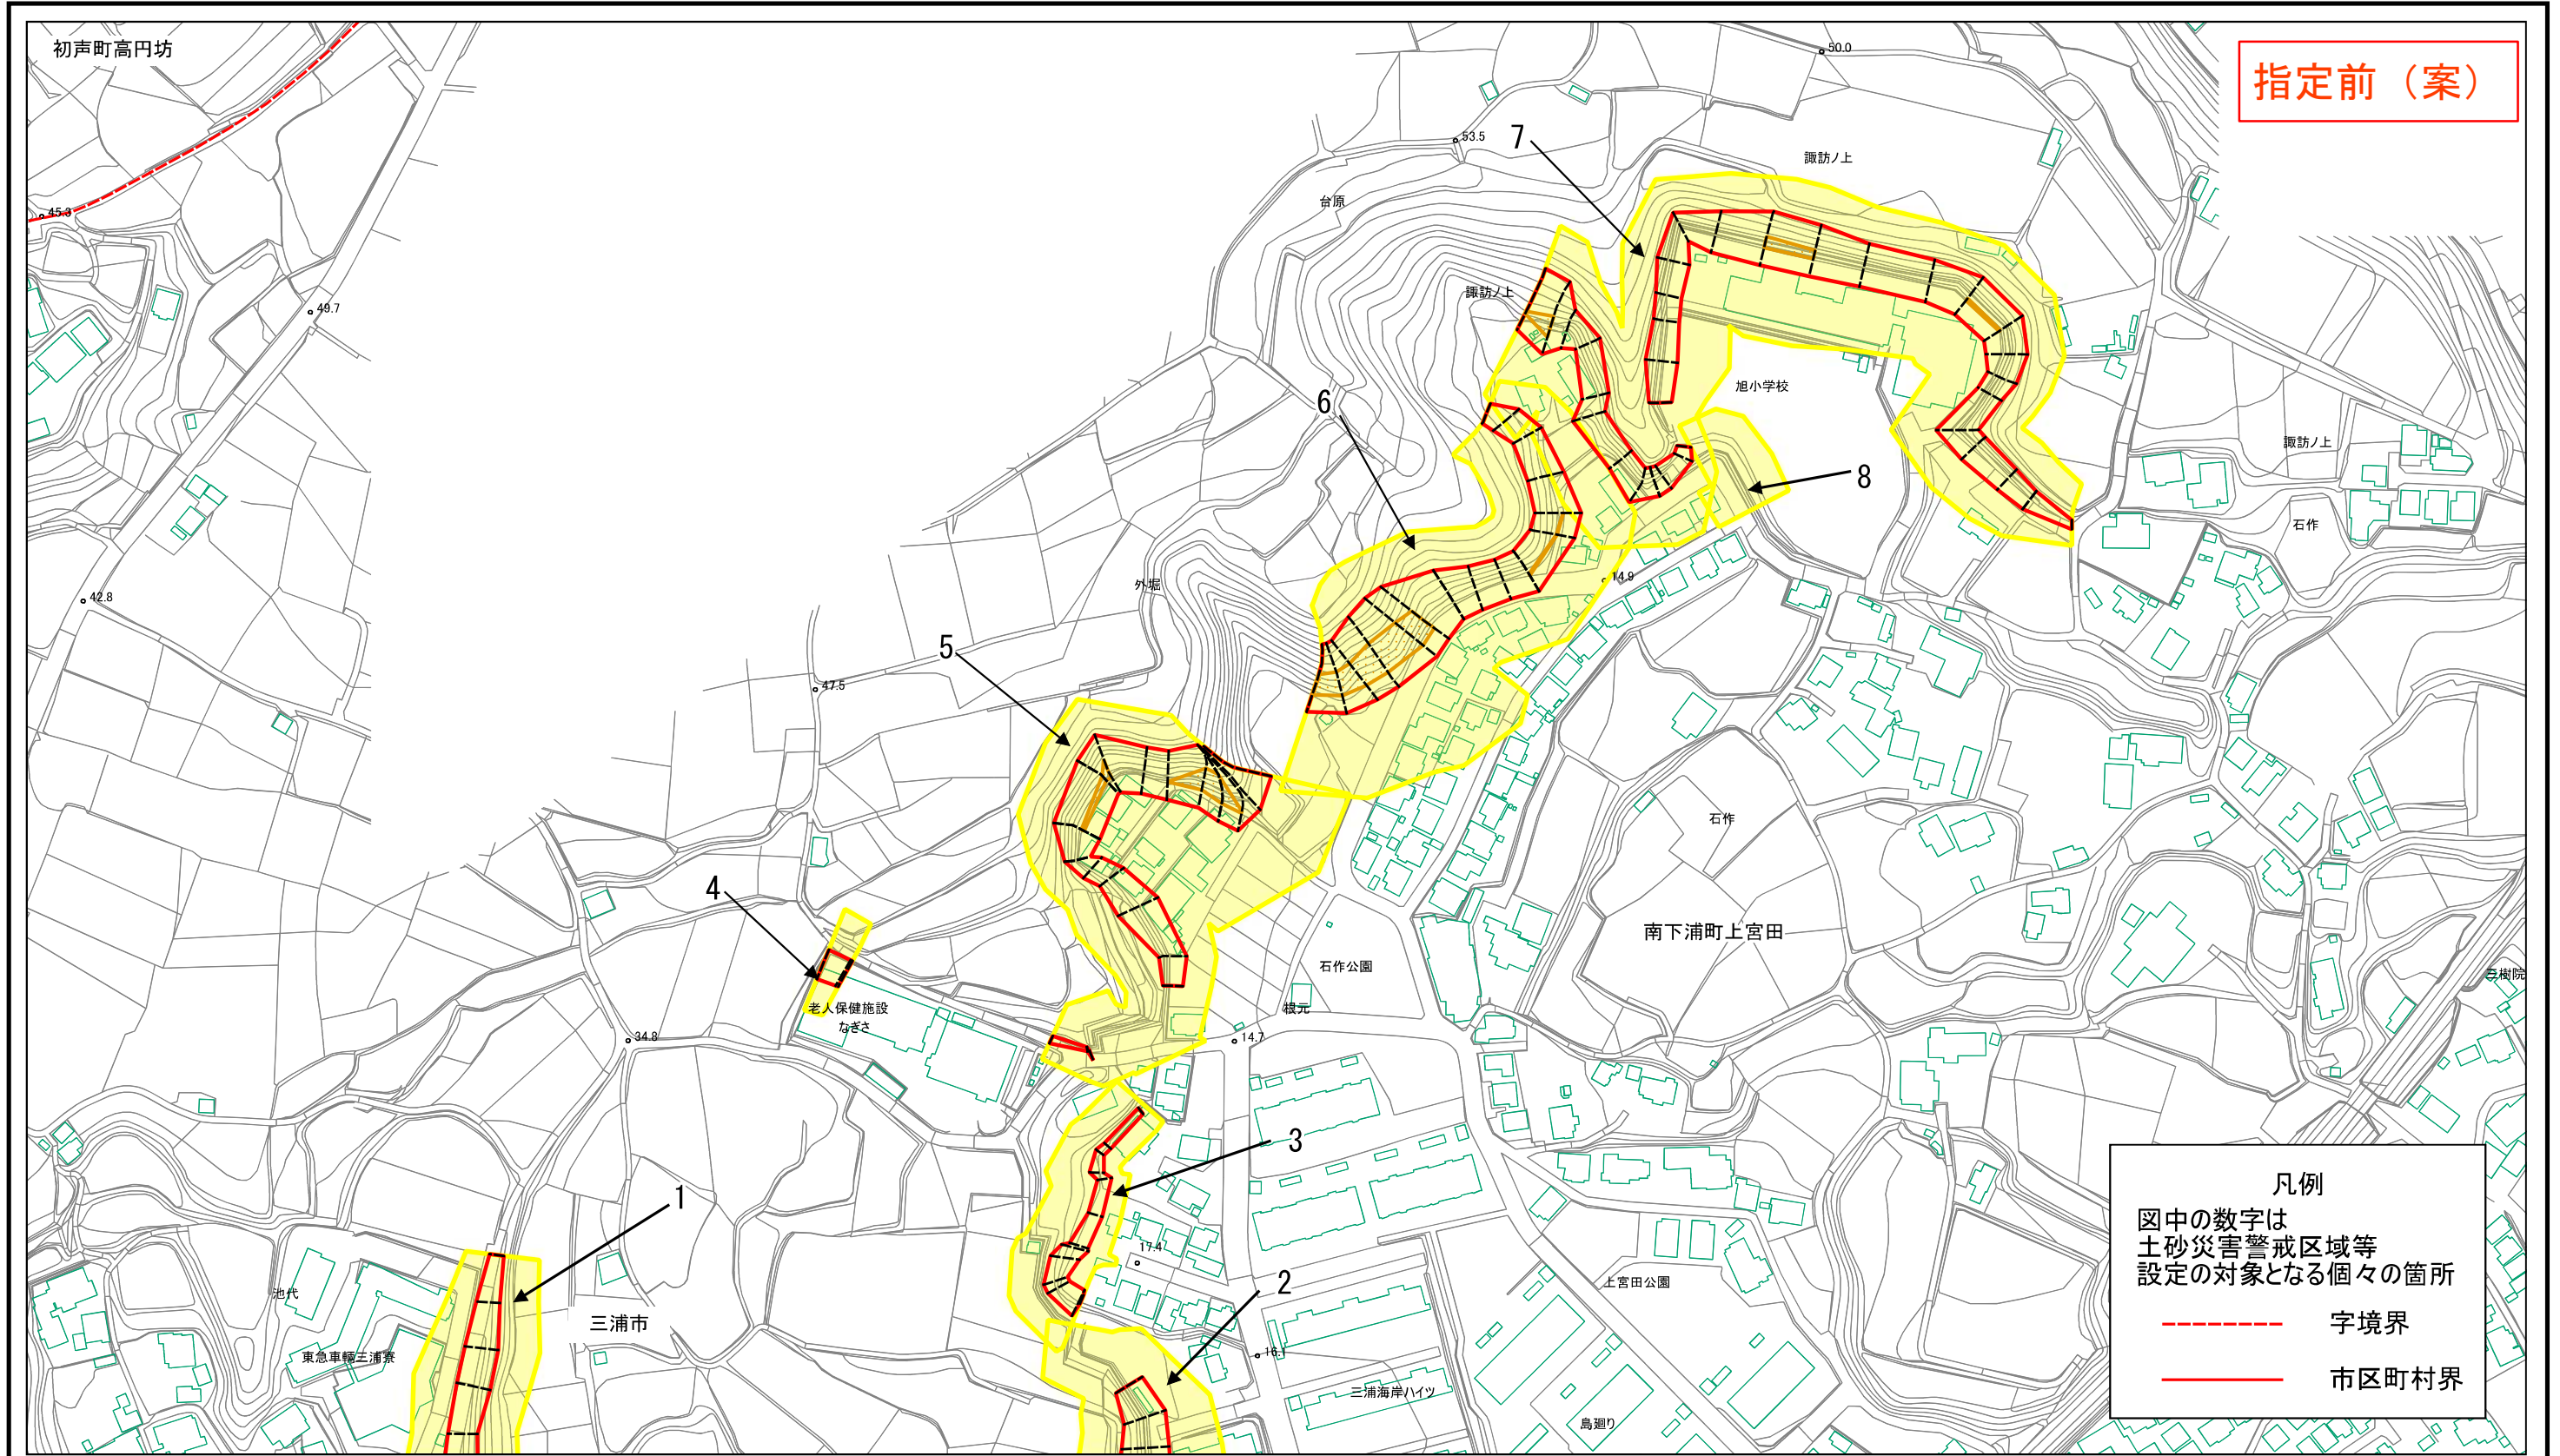 初声町高円坊
指定前（案）
50.0
53.5
7
諏訪ノ上
台原
45.3
諏訪ノ上
49.7
旭小学校
6
諏訪ノ上
8
石作
14.9
外堀
42.8
5
47.5
石作
4
南下浦町上宮田
石作公園
三樹院
老人保健施設
なぎさ
根元
34.8
14.7
3
1
17.4
2
上宮田公園
池代
三浦市
東急車輛三浦寮
16.1
三浦海岸ハイツ
島廻り
凡例
図中の数字は
土砂災害警戒区域等
設定の対象となる個々の箇所
字境界
市区町村界